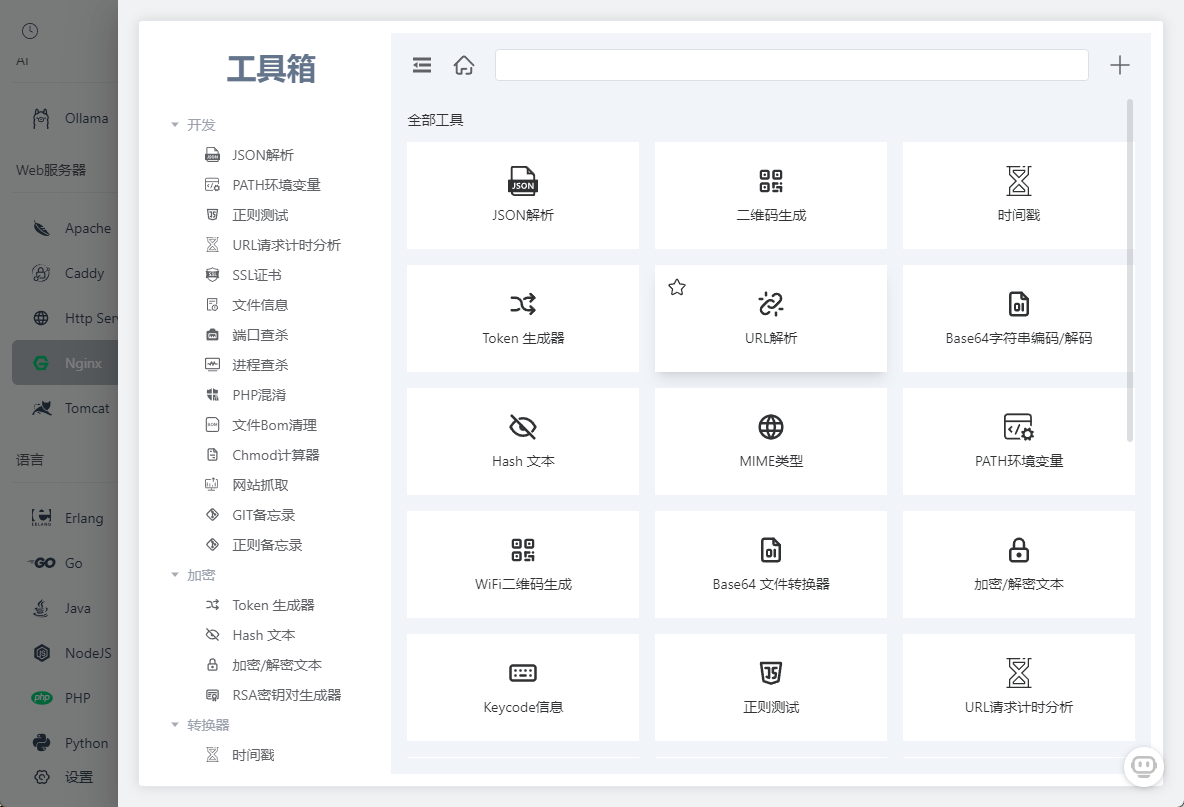 AI
Ollama
Web服务器
Apache
Caddy
Http Ser
Nginx
Tomcat
语言
Erlang
Go
Java
NodeJS
PHP
Python
设置
工具箱
开发
JSON解析
PATH环境变量
正则测试
URL请求计时分析
SSL证书
文件信息
端口查杀
进程查杀
PHP混淆
文件Bom清理
Chmod计算器
网站抓取
GIT备忘录
正则备忘录
加密
Token 生成器
Hash 文本
加密/解密文本
RSA密钥对生成器
转换器
时间戳
全部工具
JSON
JSON解析
二维码生成
时间戳
Token 生成器
URL解析
Base64字符串编码/解码
Hash 文本
MIME类型
PATH环境变量
WiFi二维码生成
Base64 文件转换器
加密/解密文本
Keycode信息
正则测试
URL请求计时分析